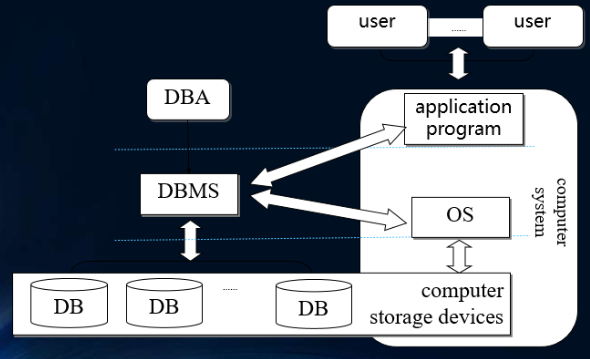 user
......
user
DBA
application
program
DBMS
OS
computer
system
DB
DB
......
DB
computer
storage devices